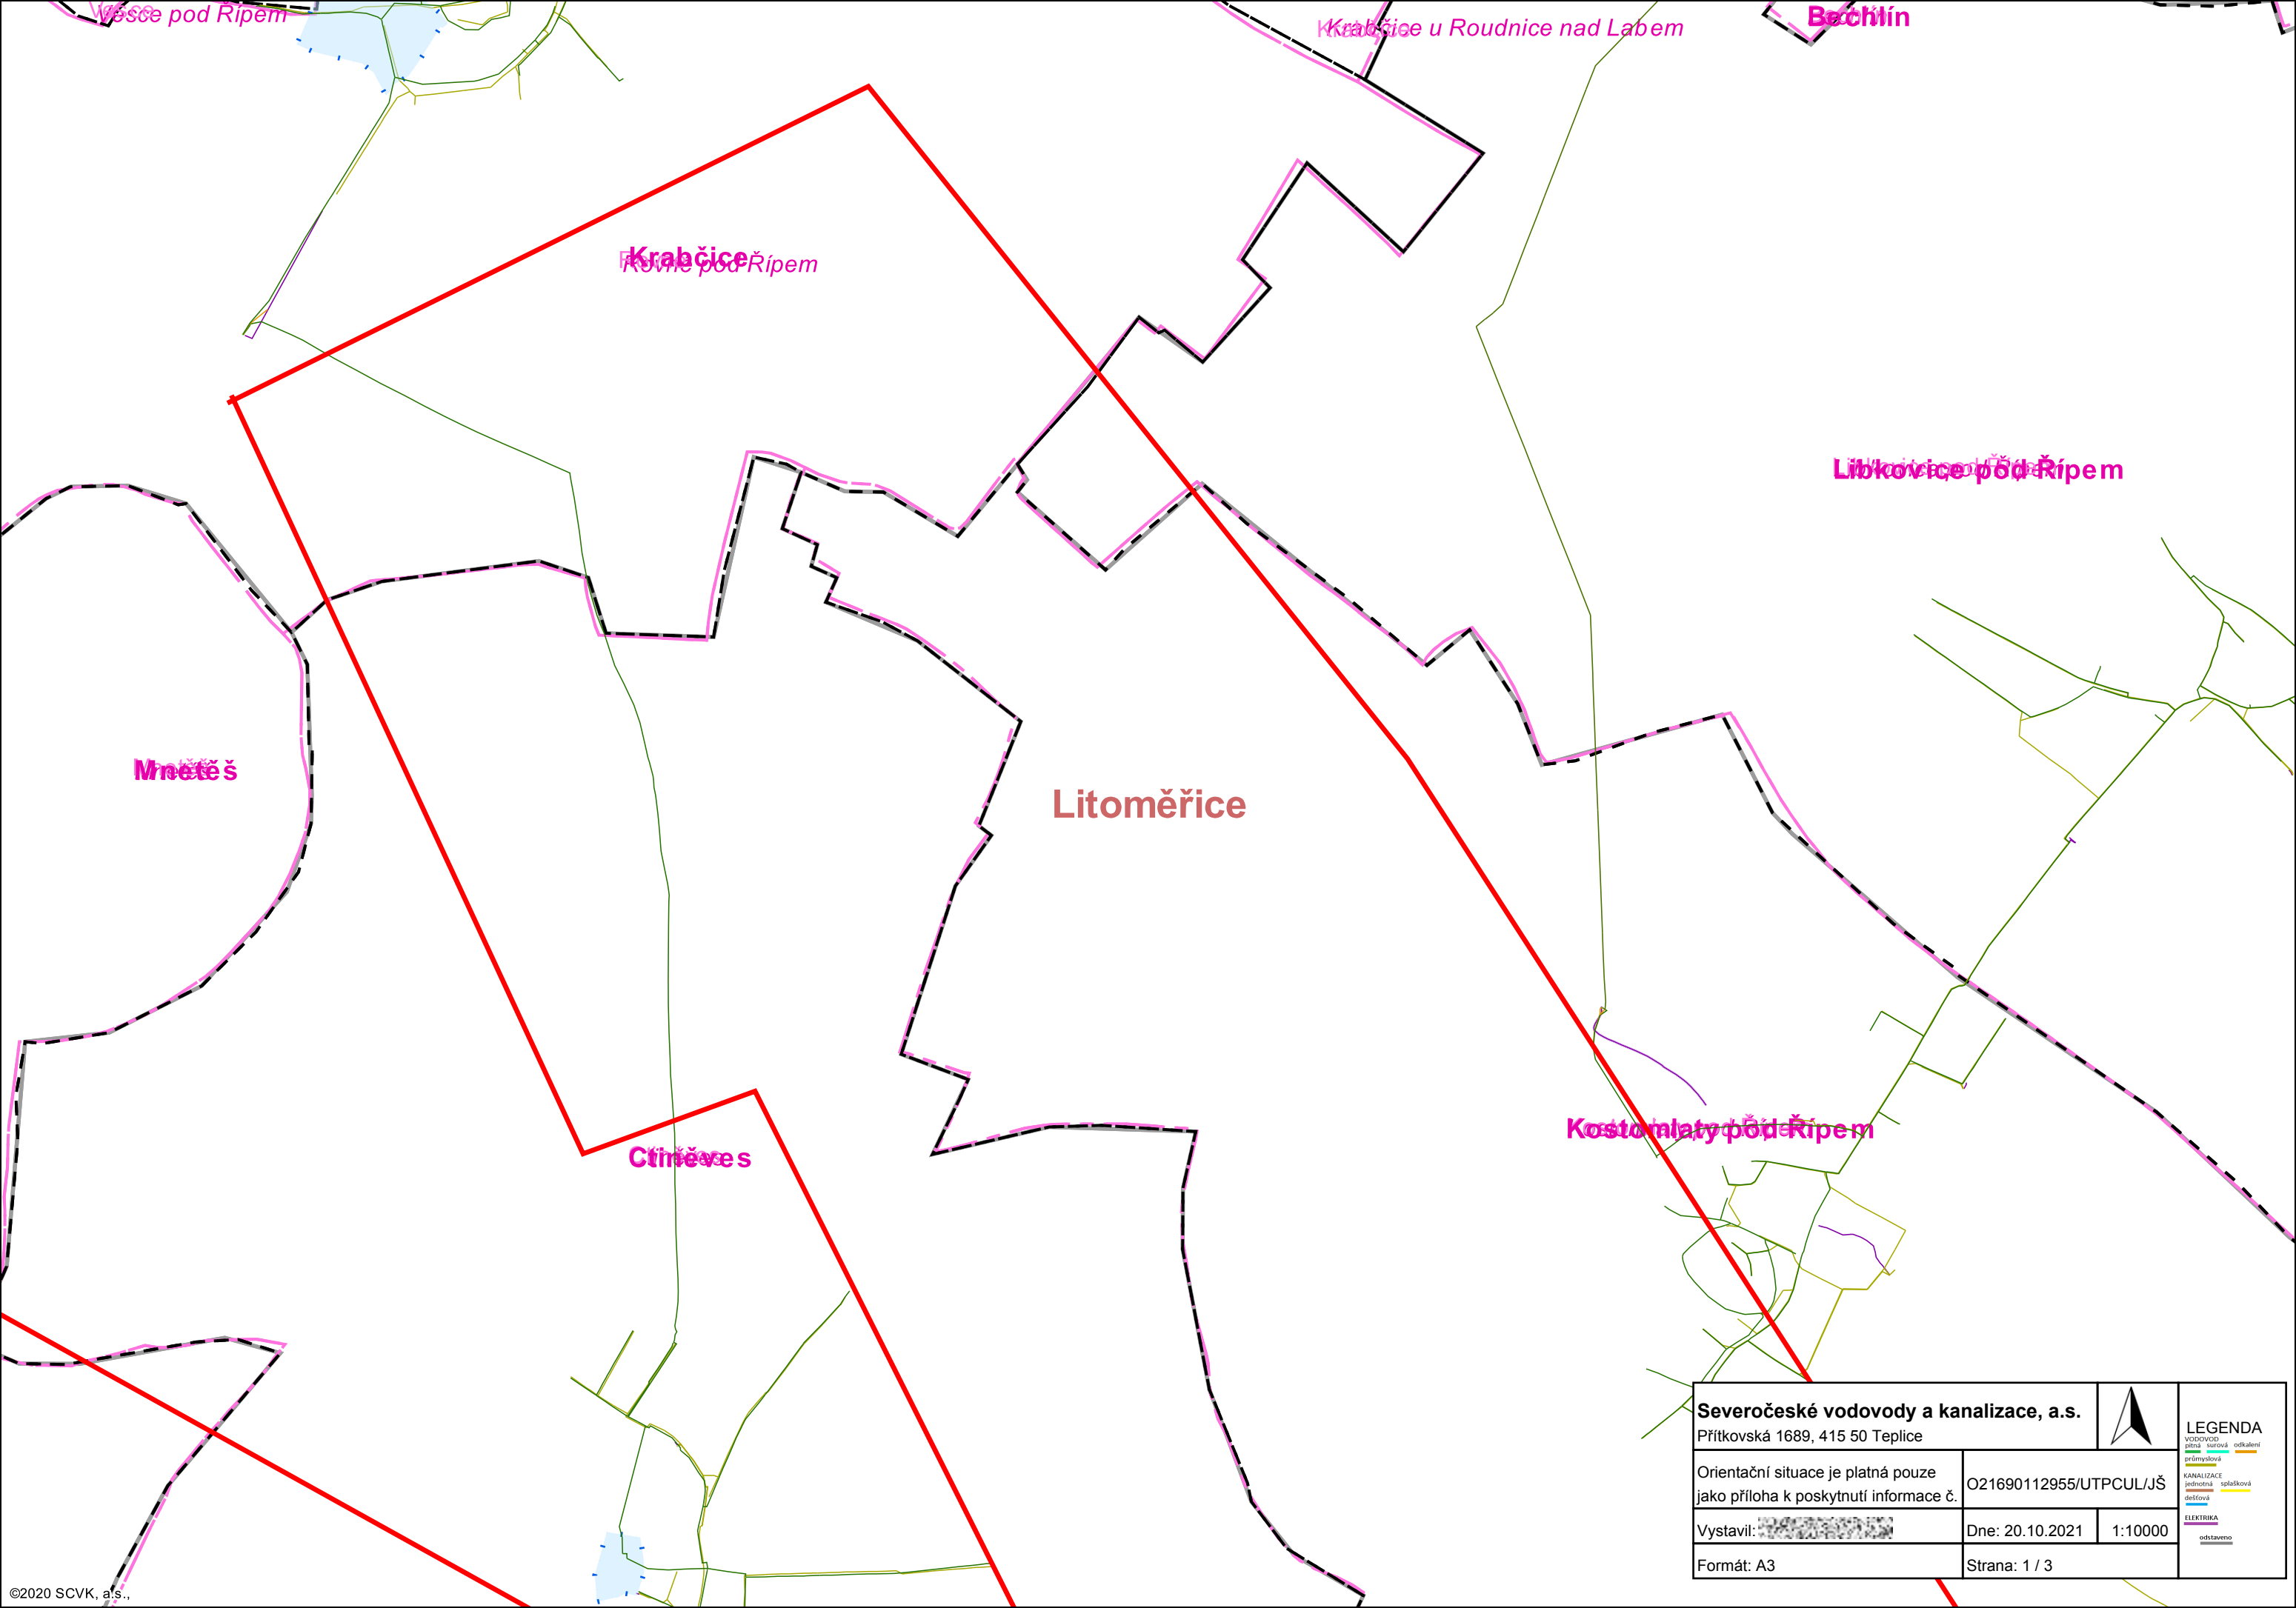 Vesce
Vesce pod Řípem
Krabčice
Krabčice u Roudnice nad Labem
Bechlín
Krabčice
Rovné pod Řípem
Libkovice pod Řípem
Mnetěš
Litoměřice
Kostomlaty pod Řípem
Ctiněves
Severočeské vodovody a kanalizace, a.s.
Přítkovská 1689, 415 50 Teplice
Orientační situace je platná pouze
jako příloha k poskytnutí informace č.
O21690112955/UTPCUL/JŠ
Vystavil:
Dne: 20.10.2021
1:10000
Formát: A3
Strana: 1 / 3
LEGENDA
VODOVOD
pitná surová odkalení
průmyslová
KANALIZACE
jednotná splašková
dešťová
ELEKTRIKA
odstaveno
©2020 SCVK, a.s.,